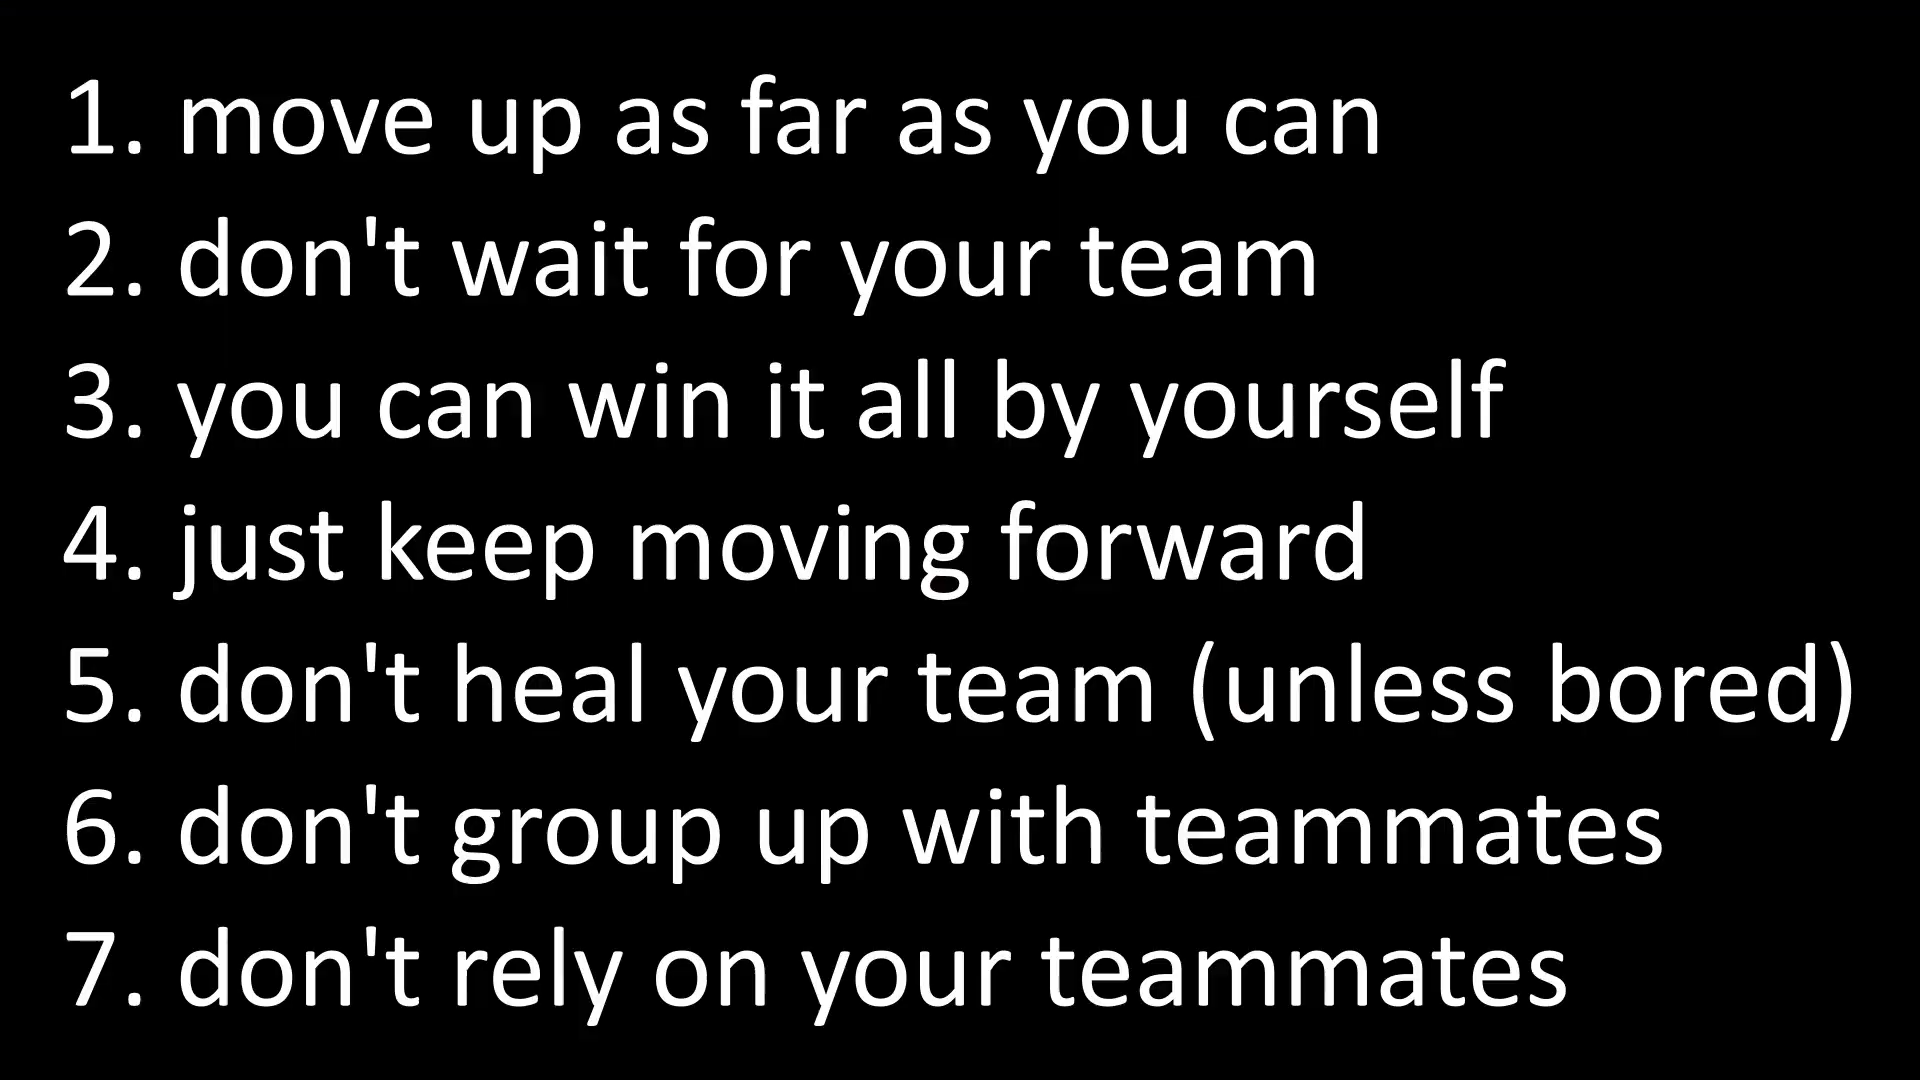 1. move up as far as you can
2. don't wait for your team
3. you can win it all by yourself
4. just keep moving forward
5. don't heal your team (unless bored)
6. don't group up with teammates
7. don't rely on your teammates